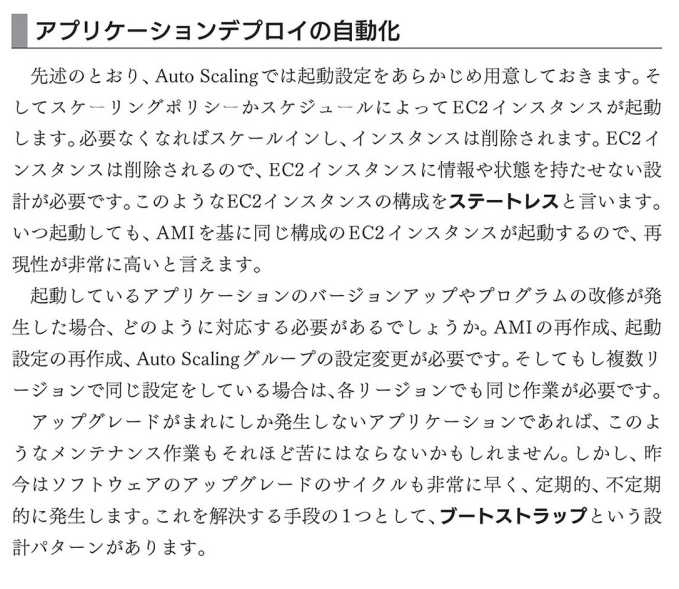 アプリケーションデプロイの自動化
先述のとおり、Auto Scalingでは起動設定をあらかじめ用意しておきます。そ
してスケーリングポリシーかスケジュールによってEC2インスタンスが起動
します。必要なくなればスケールインし、インスタンスは削除されます。EC2イ
ンスタンスは削除されるので、EC2インスタンスに情報や状態を持たせない設
計が必要です。このようなEC2インスタンスの構成をステートレスと言います。
いつ起動しても、AMIを基に同じ構成のEC2インスタンスが起動するので、再
現性が非常に高いと言えます。
起動しているアプリケーションのバージョンアップやプログラムの改修が発
生した場合、どのように対応する必要があるでしょうか。AMIの再作成、起動
設定の再作成、Auto Scalingグループの設定変更が必要です。そしてもし複数リ
ージョンで同じ設定をしている場合は、各リージョンでも同じ作業が必要です。
アップグレードがまれにしか発生しないアプリケーションであれば、このよ
うなメンテナンス作業もそれほど苦にはならないかもしれません。しかし、昨
今はソフトウェアのアップグレードのサイクルも非常に早く、定期的、不定期
的に発生します。これを解決する手段の1つとして、ブートストラップという設
計パターンがあります。